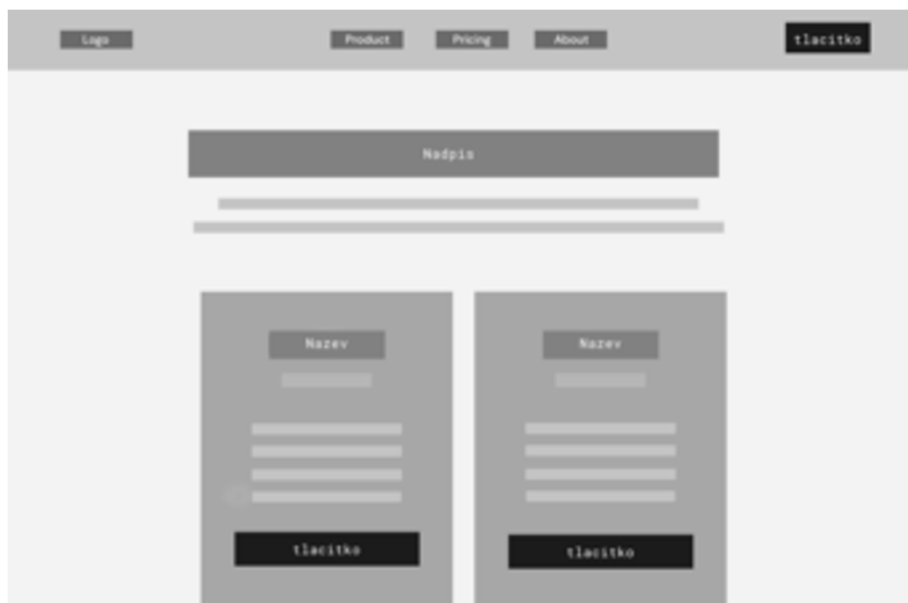 Logo Product Pricing About tlacitko
Nadpis
Nazev Nazev
tlacitko tlacitko